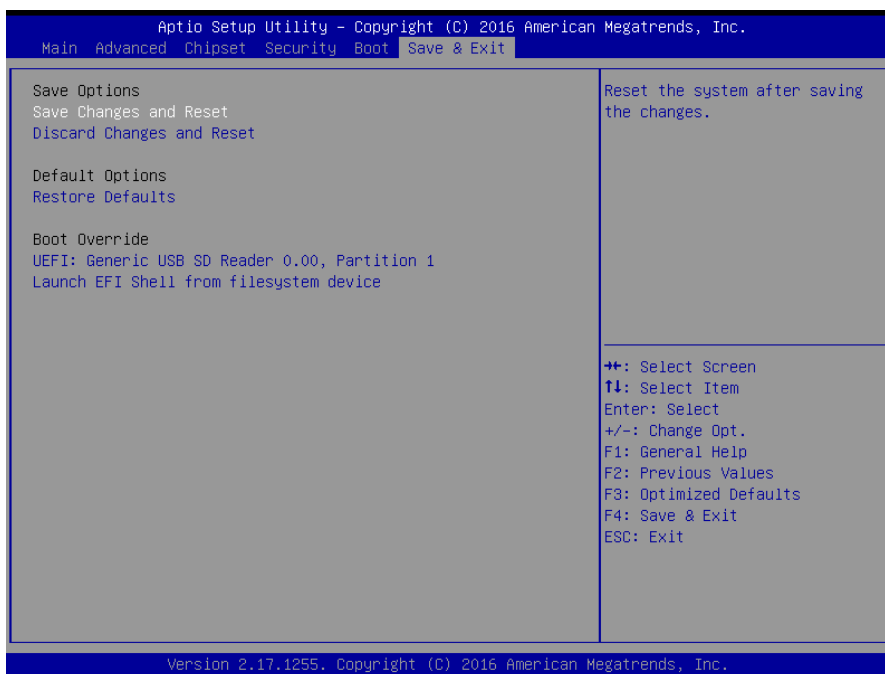 Aptio Setup Utility – Copyright (C) 2016 American Megatrends, Inc.
Main Advanced Chipset Security Boot Save & Exit
Save Options
Save Changes and Reset
Discard Changes and Reset
Default Options
Restore Defaults
Boot Override
UEFI: Generic USB SD Reader 0.00, Partition 1
Launch EFI Shell from filesystem device
Reset the system after saving
the changes.
→←: Select Screen
↑↓: Select Item
Enter: Select
+/-: Change Opt.
F1: General Help
F2: Previous Values
F3: Optimized Defaults
F4: Save & Exit
ESC: Exit
Version 2.17.1255. Copyright (C) 2016 American Megatrends, Inc.